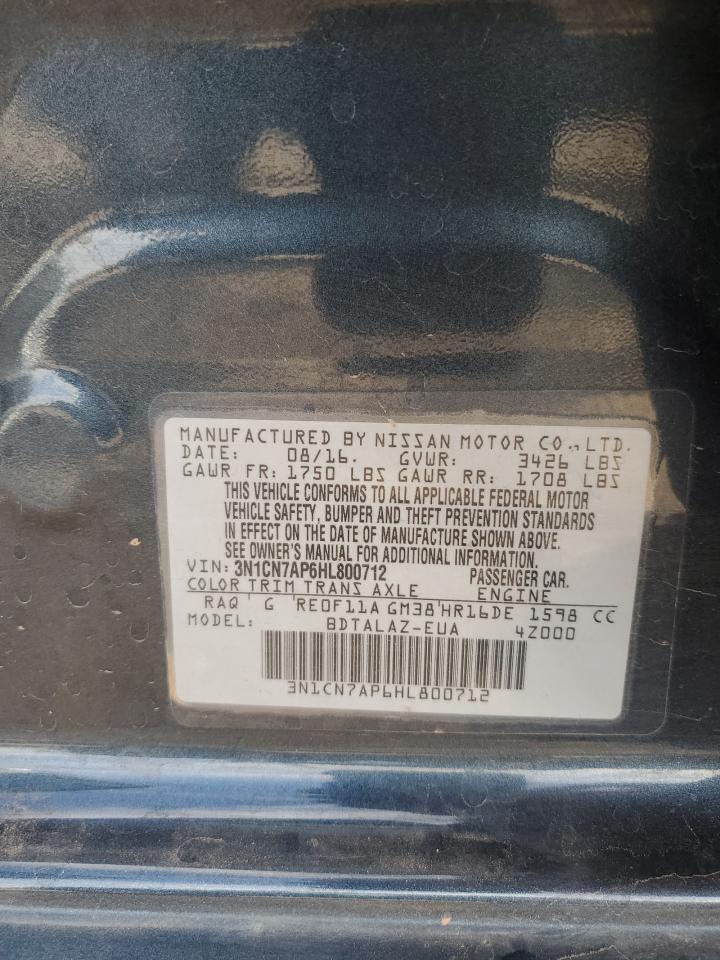 MANUFACTURED BY NISSAN MOTOR CO., LTD.
DATE: 08/16. GVWR: 3426 LBS
GAWR FR: 1750 LBS GAWR RR: 1708 LBS
THIS VEHICLE CONFORMS TO ALL APPLICABLE FEDERAL MOTOR
VEHICLE SAFETY, BUMPER AND THEFT PREVENTION STANDARDS
IN EFFECT ON THE DATE OF MANUFACTURE SHOWN ABOVE.
SEE OWNER'S MANUAL FOR ADDITIONAL INFORMATION.
VIN: 3N1CN7AP6HL800712 PASSENGER CAR.
COLOR TRIM TRANS AXLE ENGINE
RAQ ' G 'RE0F11A GM38'HR16DE 1598 CC
MODEL: BDTALAZ-EUA 4Z000
3N1CN7AP6HL800712